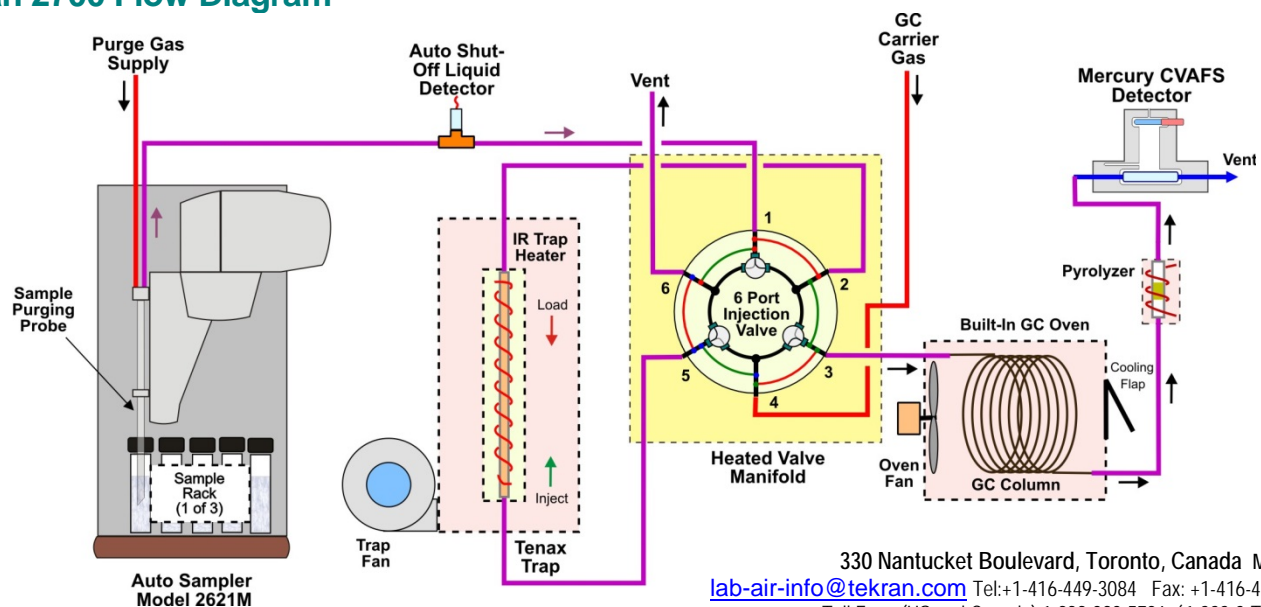 2700 Flow Diagram
Purge Gas
Supply
Auto Shut-
Off Liquid
Detector
Vent
GC
Carrier
Gas
Mercury CVAFS
Detector
Vent
IR Trap
Heater
Load
Inject
1
2
3
4
5
6
6 Port
Injection
Valve
Pyrolyzer
Built-In GC Oven
Cooling
Flap
Sample
Purging
Probe
Sample
Rack
(1 of 3)
Oven
Fan
GC Column
Heated Valve
Manifold
Trap
Fan
Tenax
Trap
Auto Sampler
Model 2621M
330 Nantucket Boulevard, Toronto, Canada M
lab-air-info@tekran.com Tel:+1-416-449-3084 Fax: +1-416-4